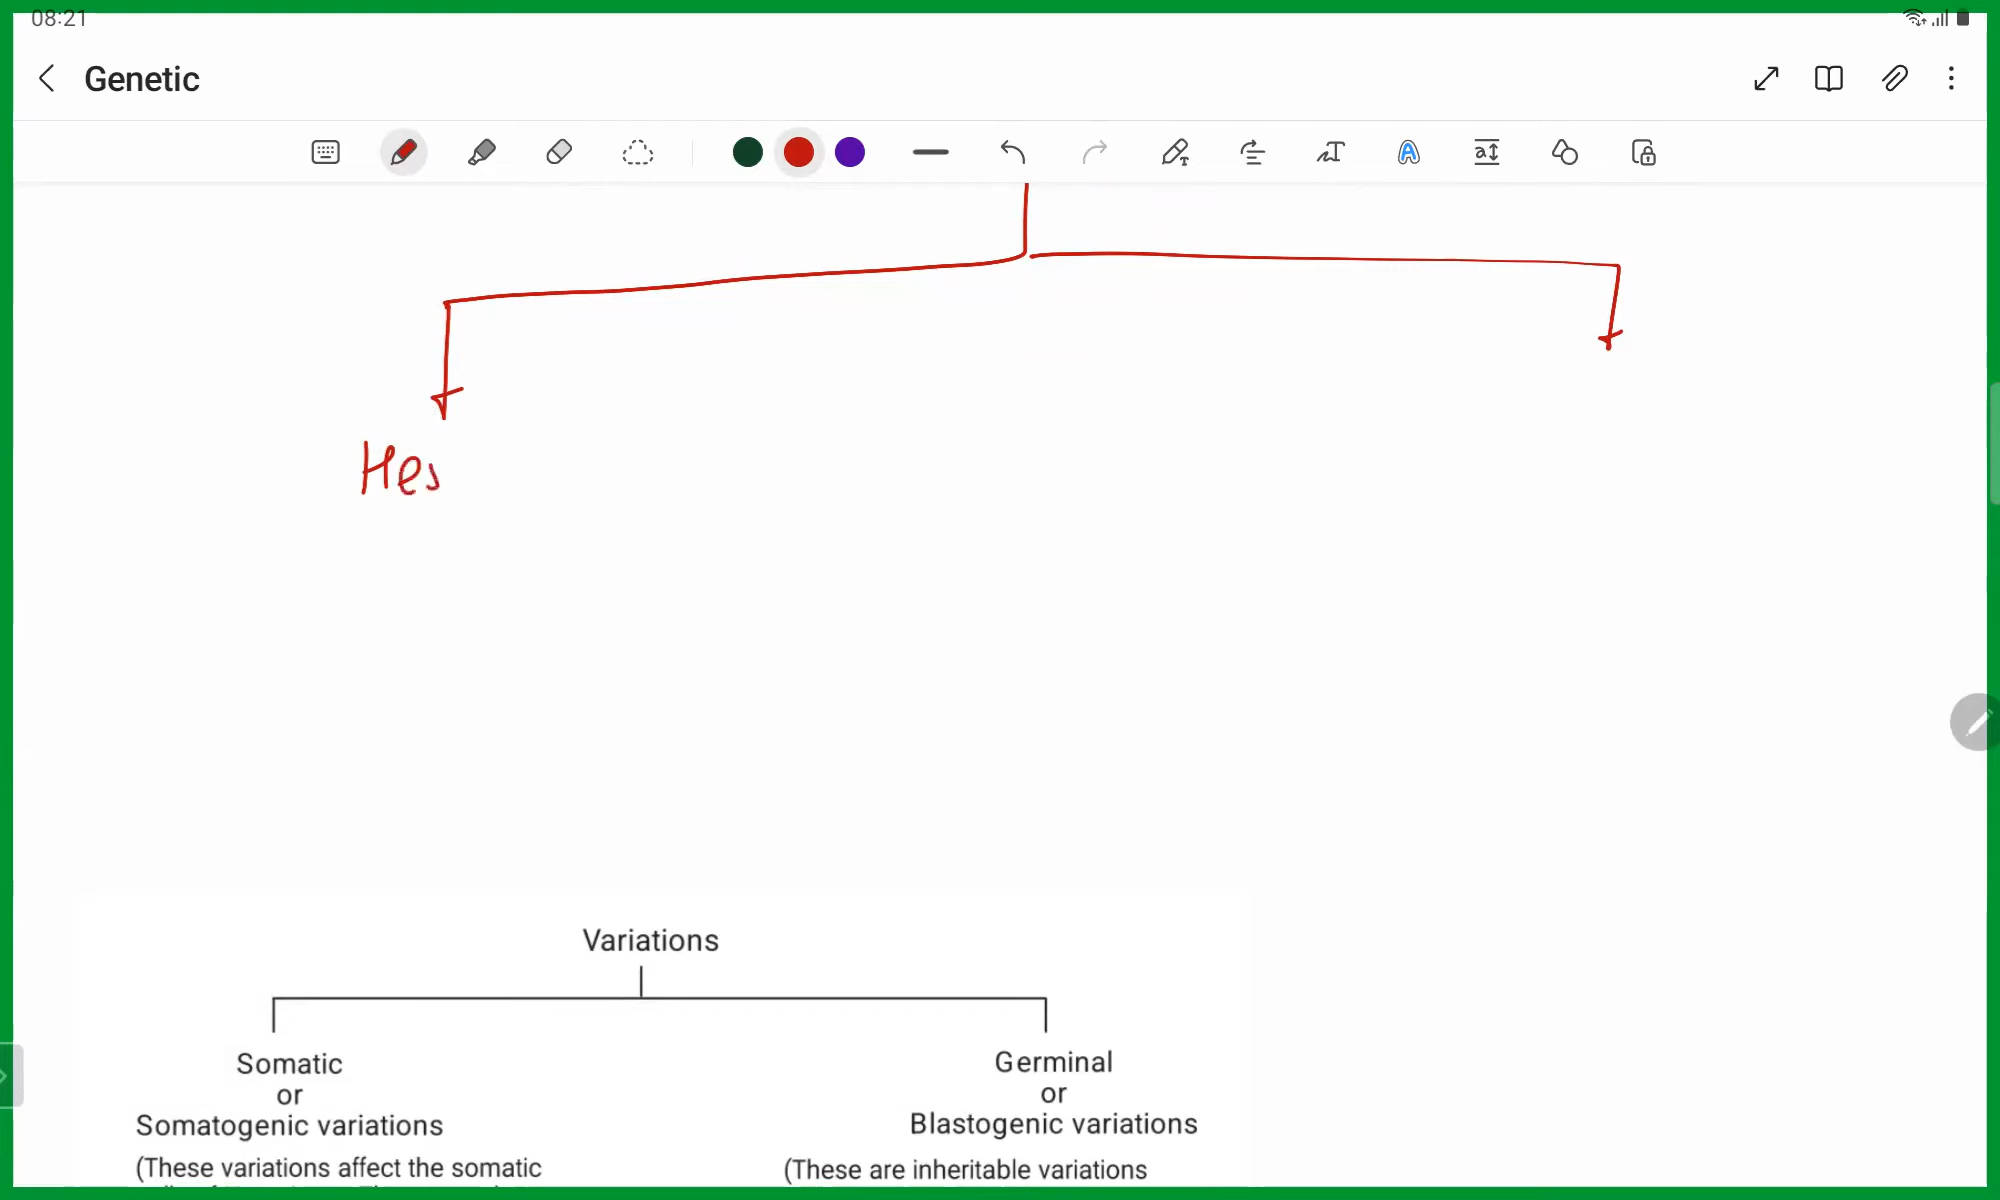 08:21
Genetic
Hes
Variations
Somatic
or
Somatogenic variations
(These variations affect the somatic
Germinal
or
Blastogenic variations
(These are inheritable variations